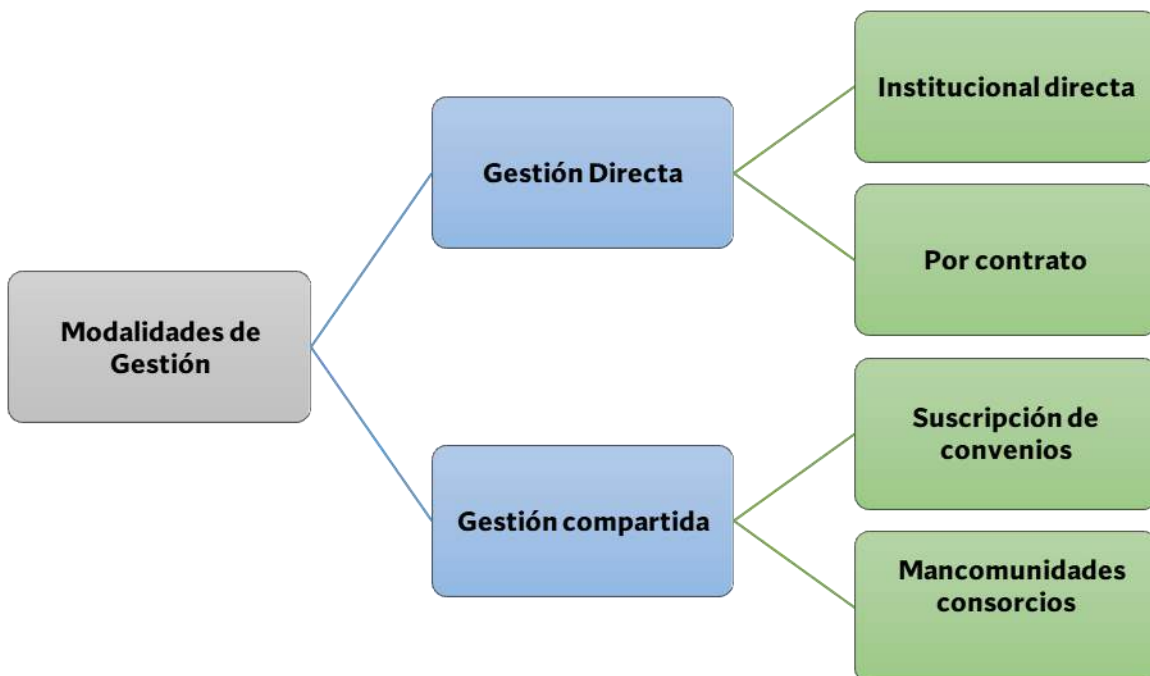 Modalidades de
Gestión
Gestión Directa
Institucional directa
Por contrato
Gestión compartida
Suscripción de
convenios
Mancomunidades
consorcios